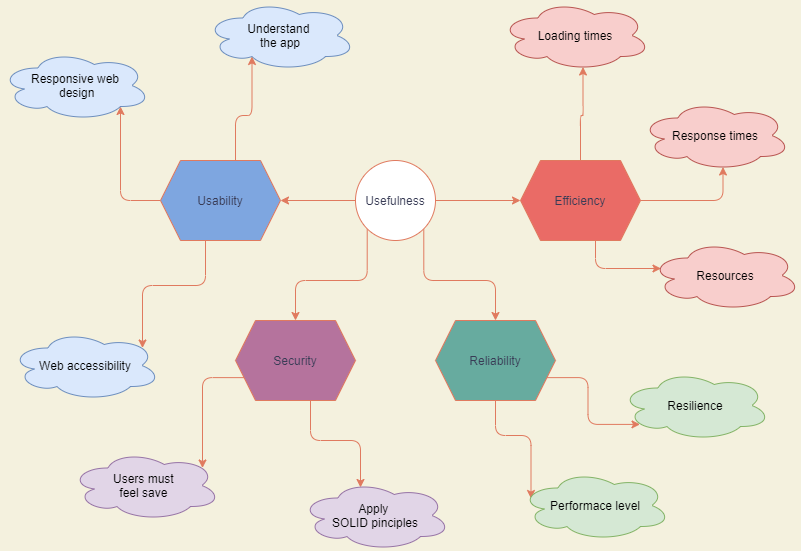 Understand
the app
Loading times
Responsive web
design
Response times
Usability
Usefulness
Efficiency
Resources
Web accessibility
Security
Reliability
Resilience
Users must
feel save
Apply
SOLID pinciples
Performace level